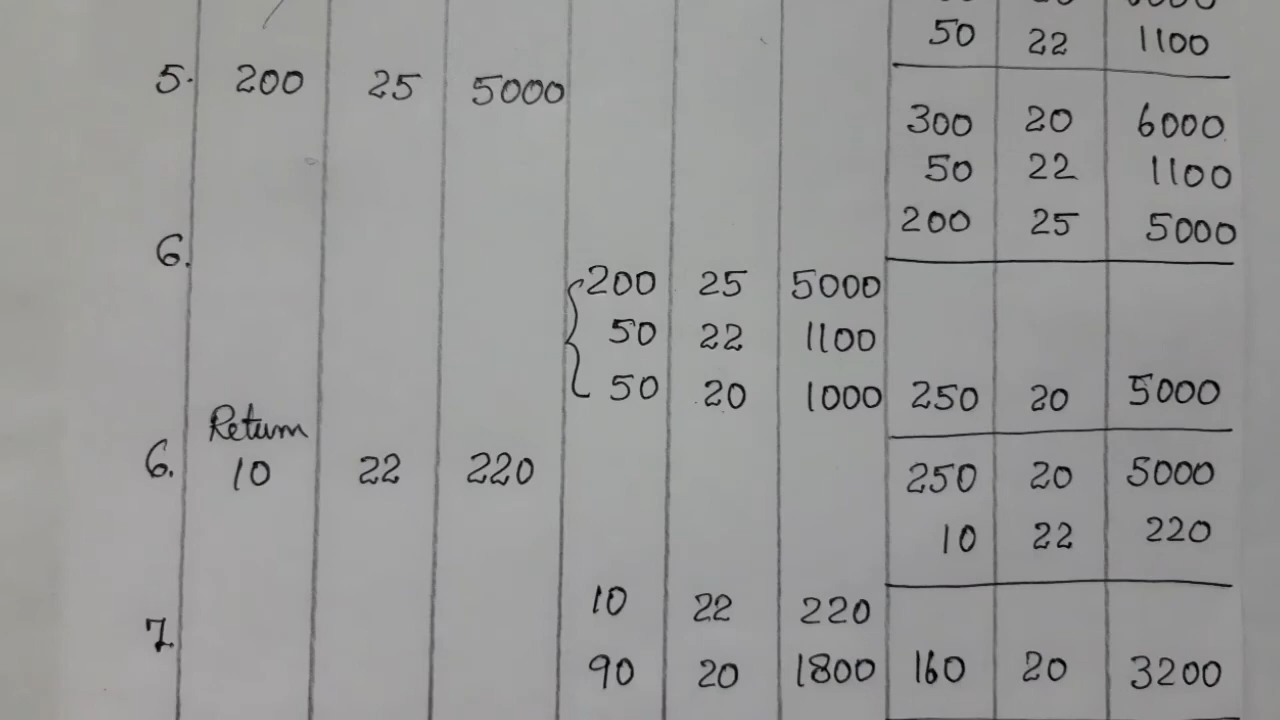 50 22 1100
5. 200 25 5000
300 20 6000
50 22 1100
200 25 5000
6.
200 25 5000
50 22 1100
50 20 1000 250 20 5000
Return
6. 10 22 220 250 20 5000
10 22 220
10 22 220
7.
90 20 1800 160 20 3200